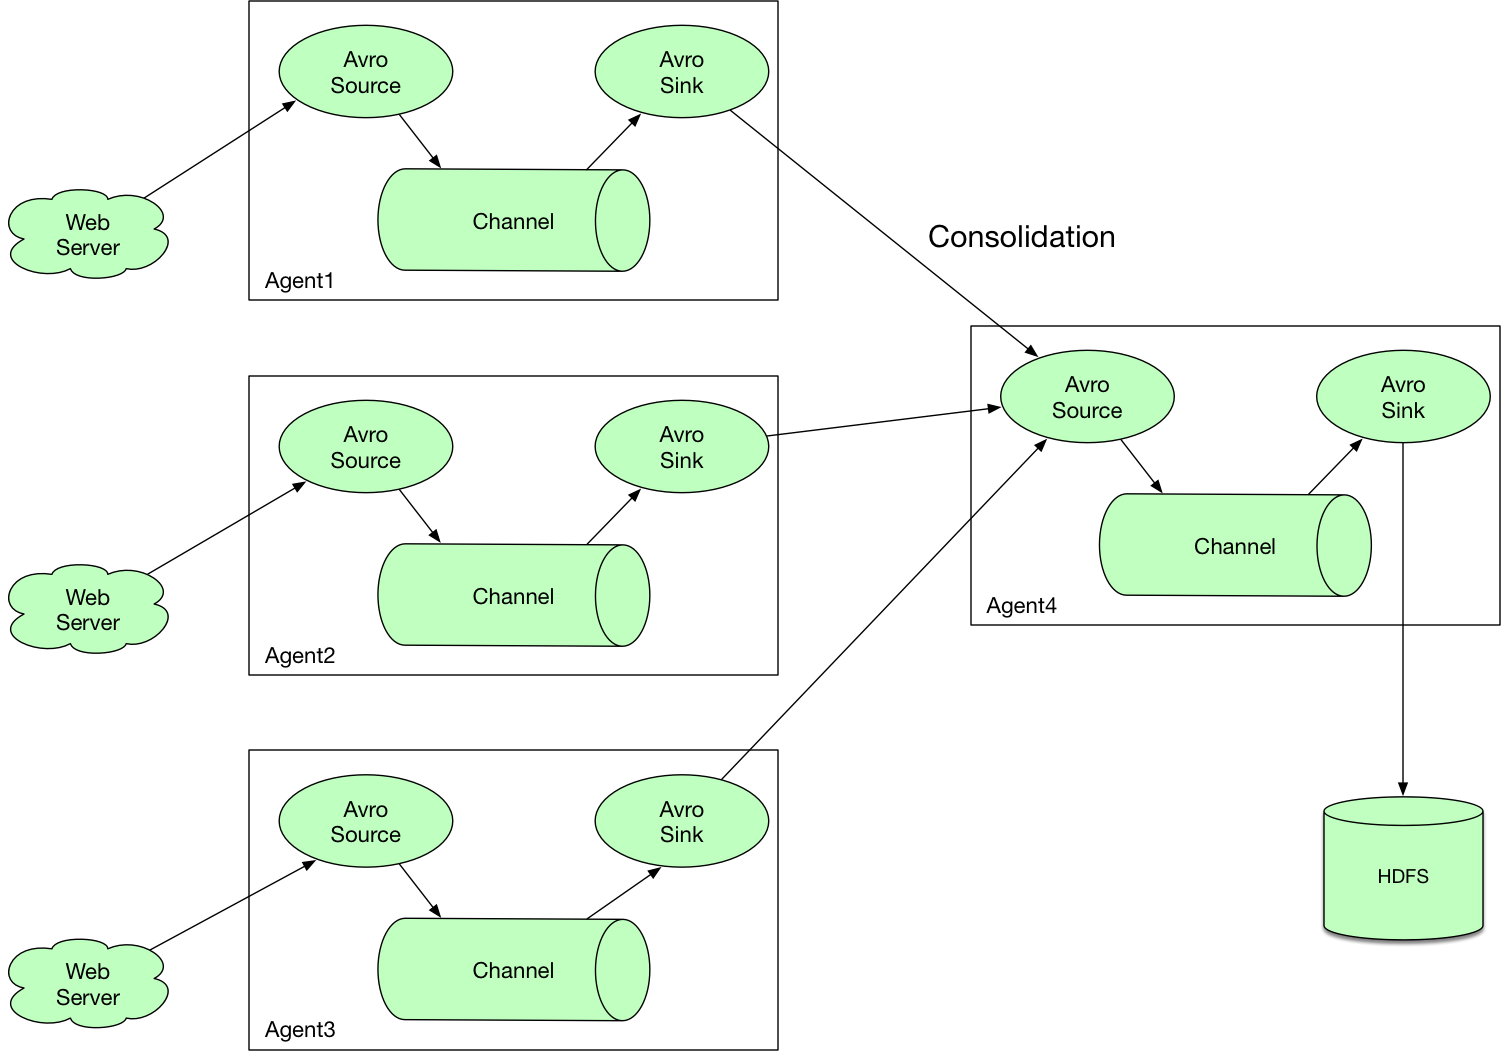 Avro
Source
Avro
Sink
Web
Server
Channel
Agent1
Consolidation
Avro
Source
Avro
Sink
Web
Server
Channel
Agent2
Avro
Source
Avro
Sink
Channel
Agent4
Avro
Source
Avro
Sink
Web
Server
Channel
Agent3
HDFS